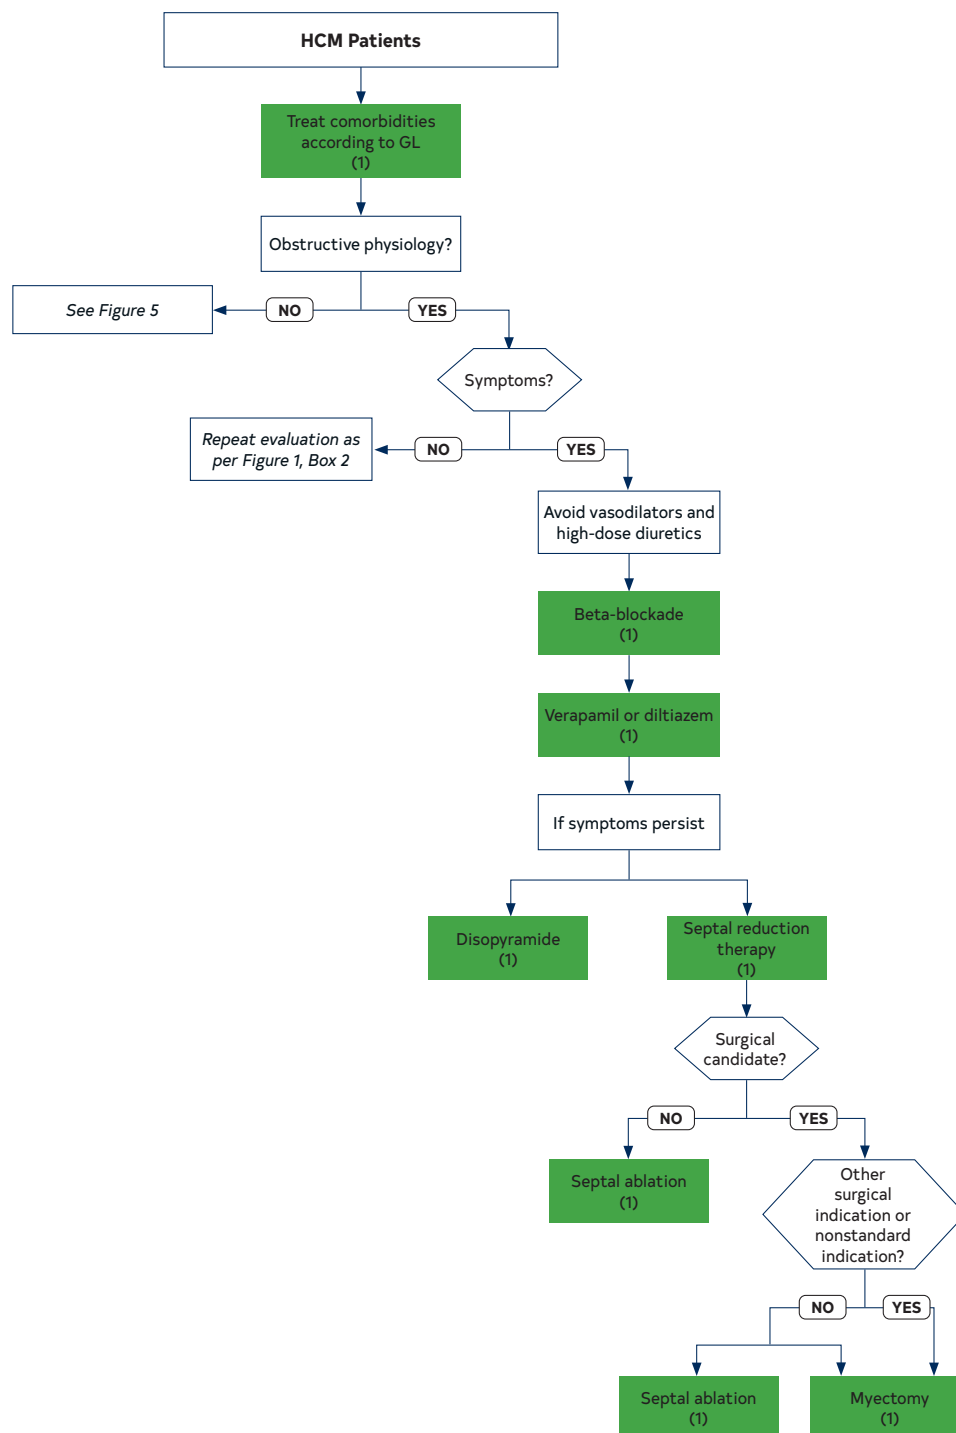 HCM Patients
Treat comorbidities
according to GL
(1)
Obstructive physiology?
See Figure 5
NO
YES
Symptoms?
Repeat evaluation as
per Figure 1, Box 2
NO
YES
Avoid vasodilators and
high-dose diuretics
Beta-blockade
(1)
Verapamil or diltiazem
(1)
If symptoms persist
Disopyramide
(1)
Septal reduction
therapy
(1)
Surgical
candidate?
NO
YES
Septal ablation
(1)
Other
surgical
indication or
nonstandard
indication?
NO
YES
Septal ablation
(1)
Myectomy
(1)